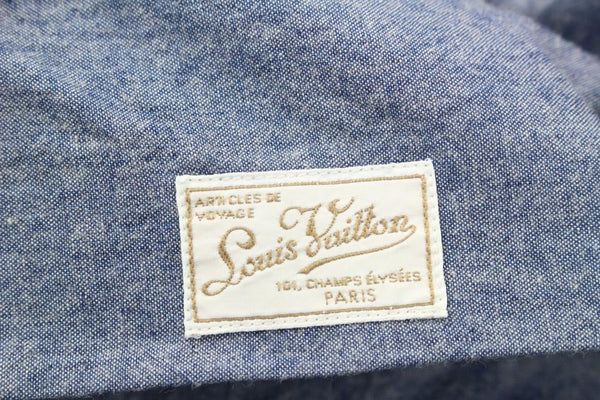 ARTICLES DE
VOYAGE
Louis Vuitton
101, CHAMPS ÉLYSÉES
PARIS